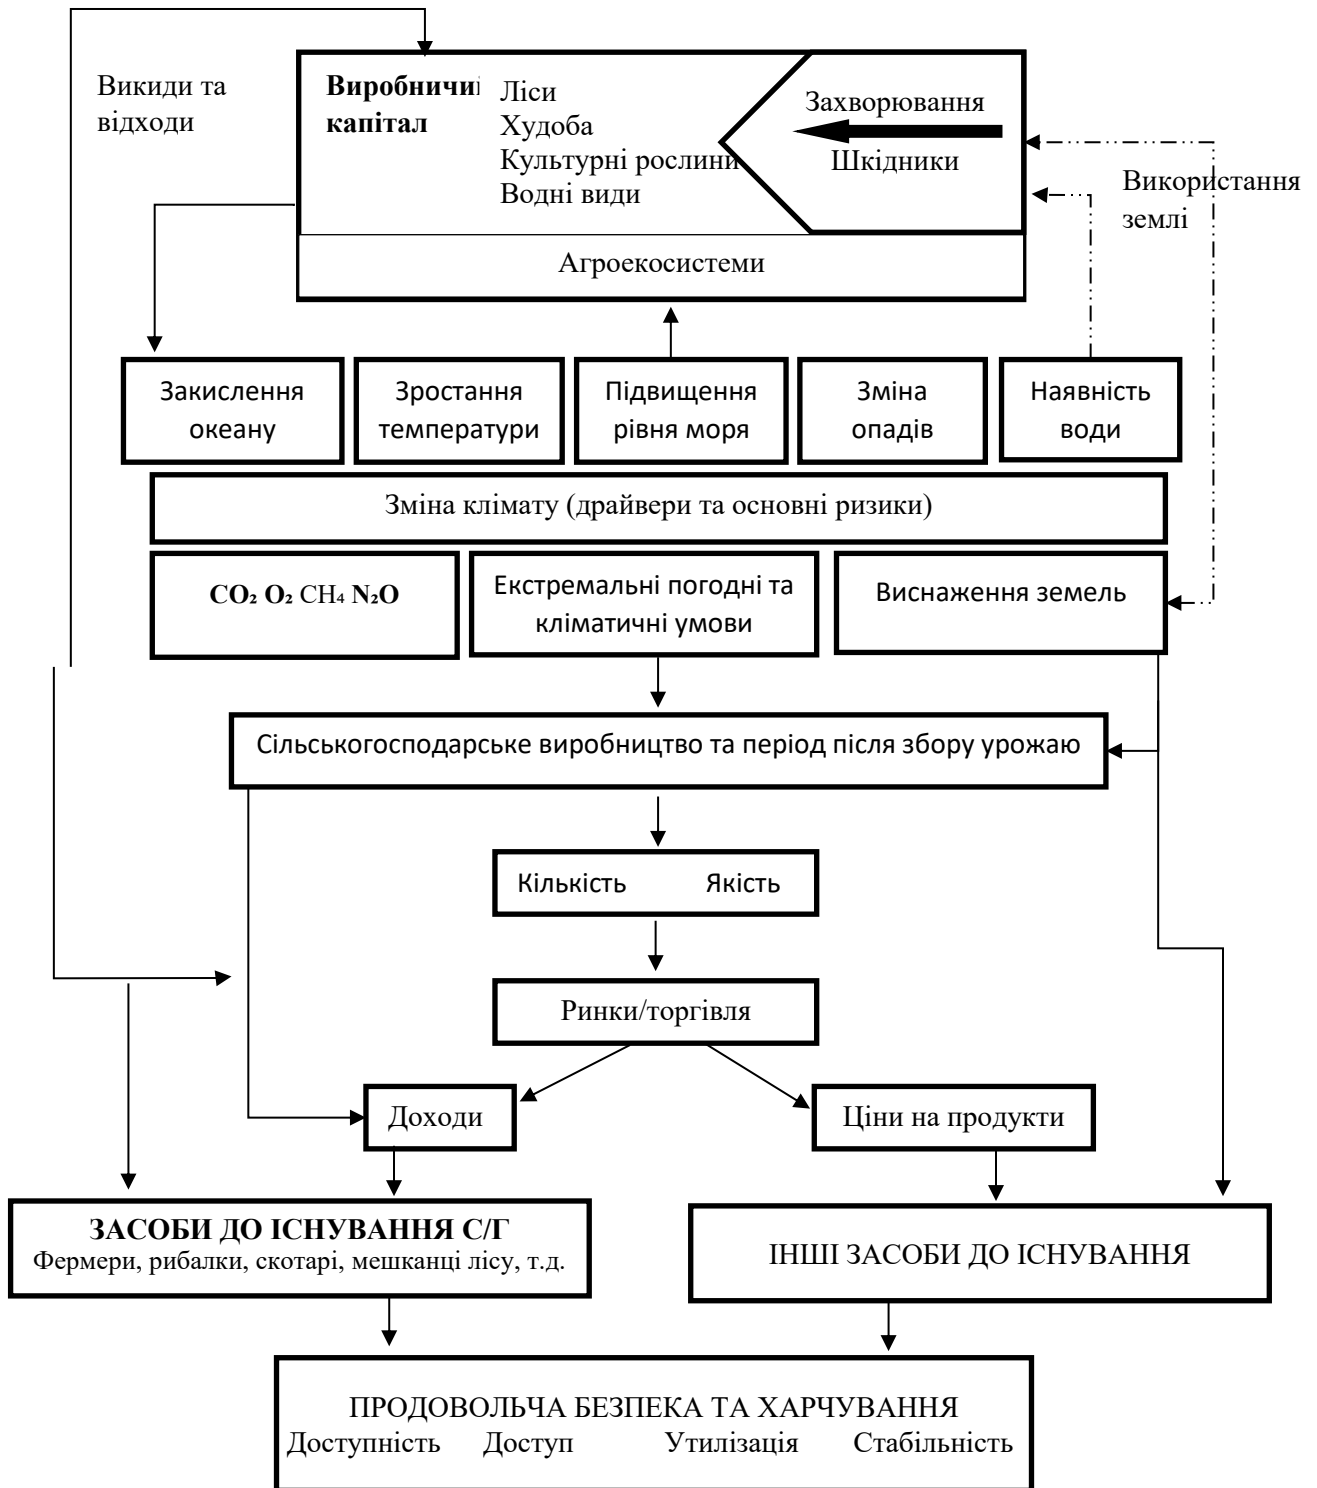 Викиди та
відходи
Виробничи
капітал
Ліси
Худоба
Культурні рослини
Водні види
Захворювання
Шкідники
Використання
землі
Агроекосистеми
Закислення
океану
Зростання
температури
Підвищення
рівня моря
Зміна
опадів
Наявність
води
Зміна клімату (драйвери та основні ризики)
CO₂ O₂ CH₄ N₂O
Екстремальні погодні та
кліматичні умови
Виснаження земель
Сільськогосподарське виробництво та період після збору урожаю
Кількість Якість
Ринки/торгівля
Доходи
Ціни на продукти
ЗАСОБИ ДО ІСНУВАННЯ С/Г
Фермери, рибалки, скотарі, мешканці лісу, т.д.
ІНШІ ЗАСОБИ ДО ІСНУВАННЯ
ПРОДОВОЛЬЧА БЕЗПЕКА ТА ХАРЧУВАННЯ
Доступність Доступ Утилізація Стабільність